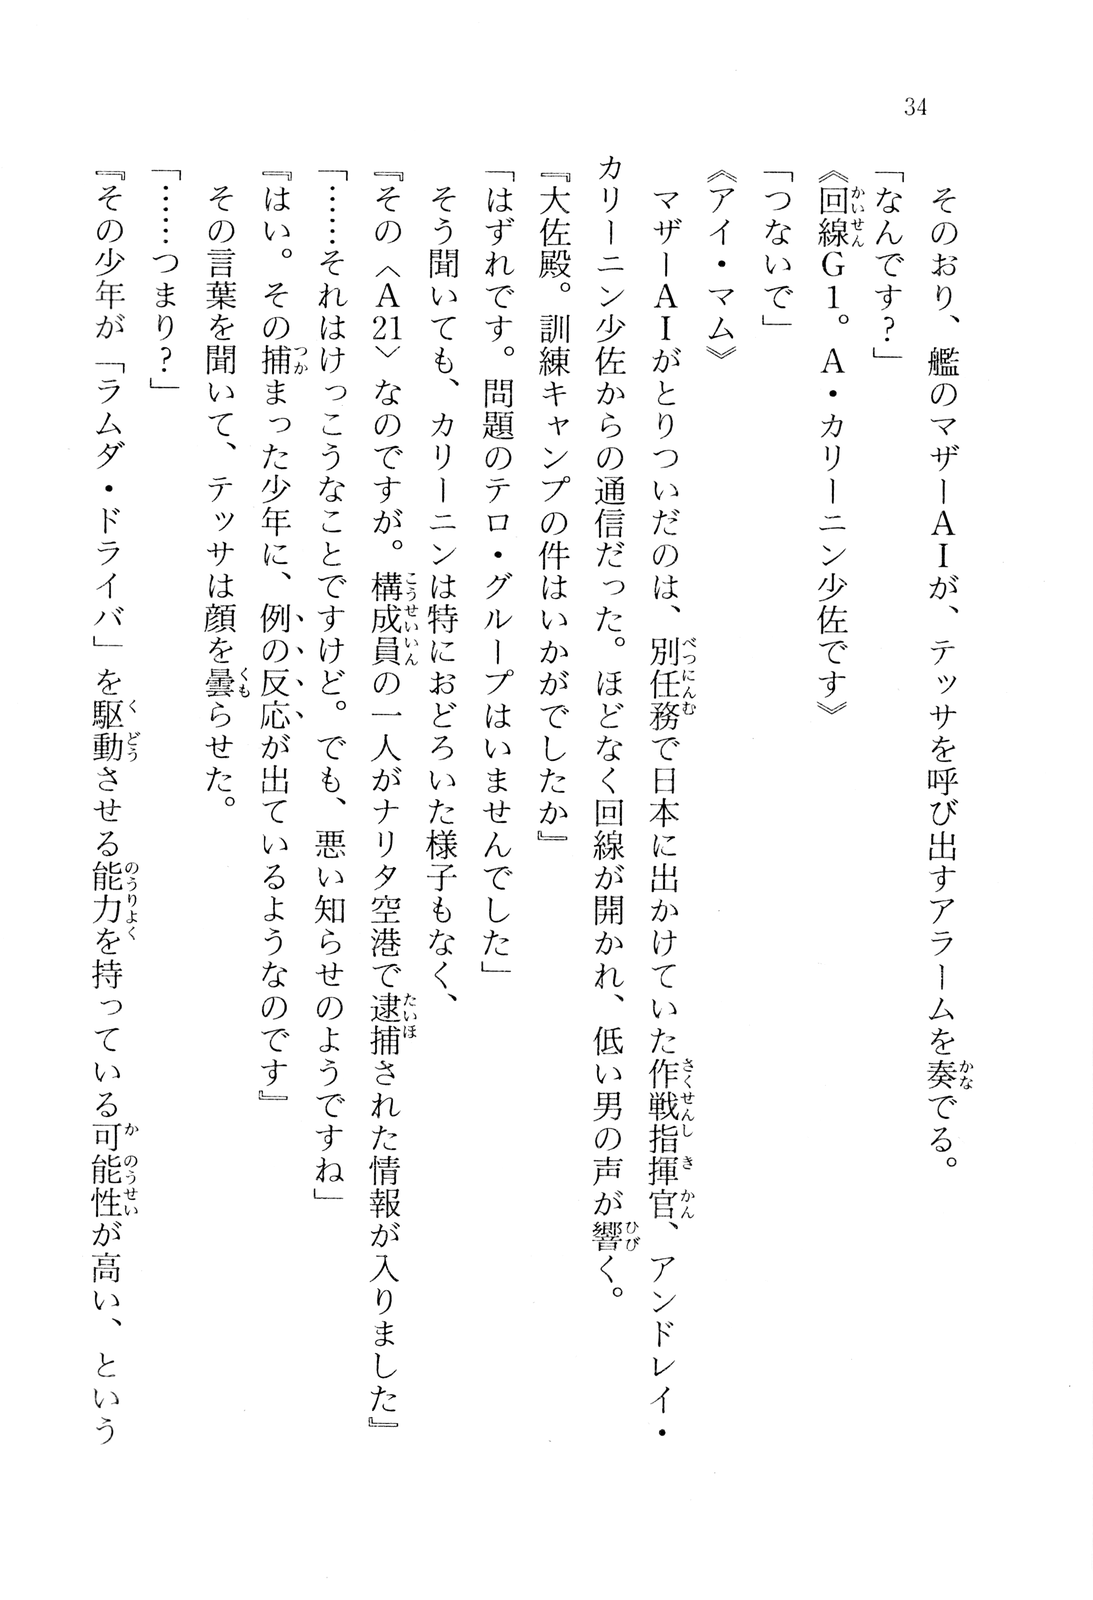 34
そのおり、艦のマザーAIが、テッサを呼び出すアラームを奏でる。
「なんです？」
《回線G1。A・カリーニン少佐です》
「つないで」
《アイ・マム》
マザーAIがとりついだのは、別任務で日本に出かけていた作戦指揮官、アンドレイ・
カリーニン少佐からの通信だった。ほどなく回線が開かれ、低い男の声が響く。
『大佐殿。訓練キャンプの件はいかがでしたか』
「はずれです。問題のテロ・グループはいませんでした」
そう聞いても、カリーニンは特におどろいた様子もなく、
『その〈A21〉なのですが。構成員の一人がナリタ空港で逮捕された情報が入りました』
「……それはけっこうなことですけど。でも、悪い知らせのようですね」
『はい。その捕まった少年に、例の反応が出ているようなのです』
その言葉を聞いて、テッサは顔を曇らせた。
「……つまり？」
『その少年が「ラムダ・ドライバ」を駆動させる能力を持っている可能性が高い、という